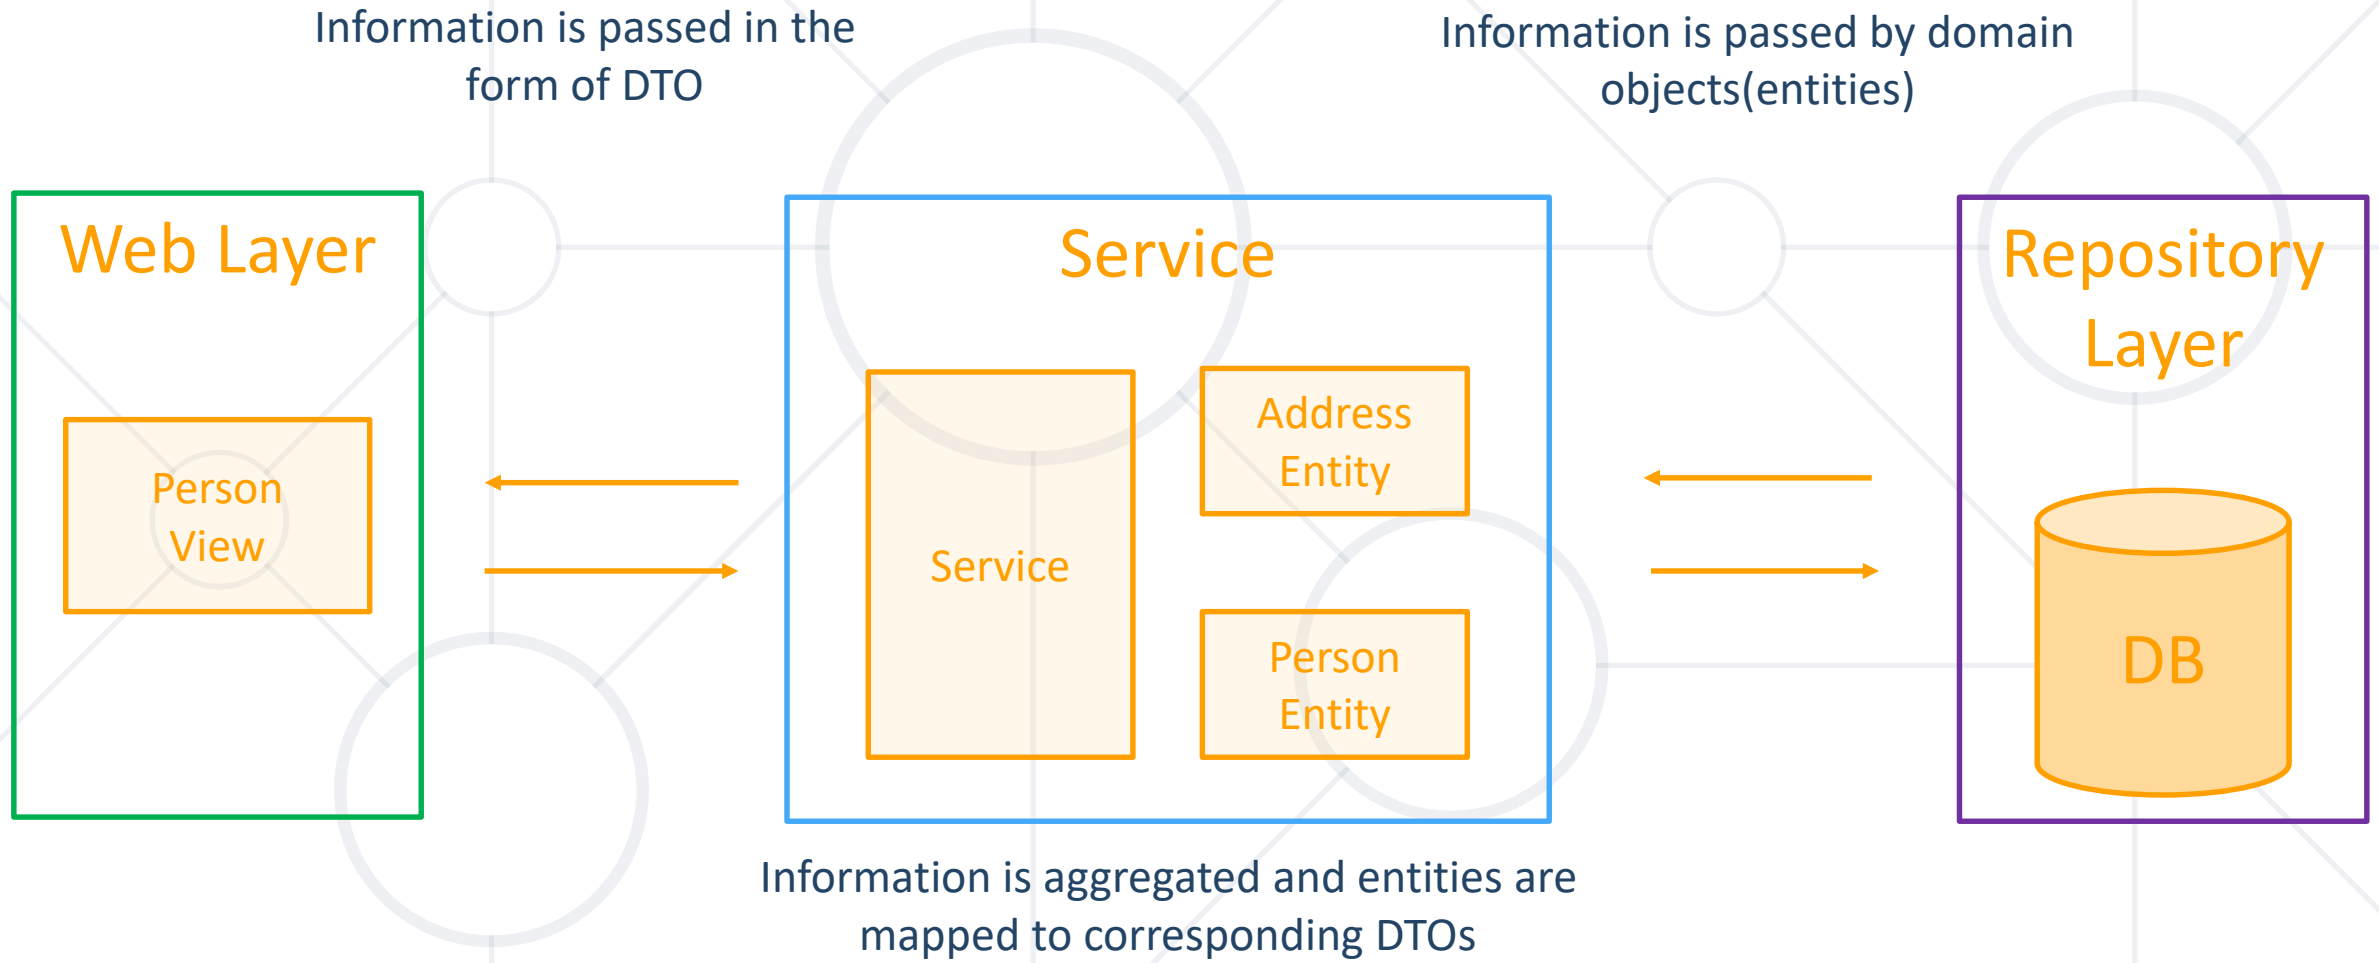 Information is passed in the
form of DTO
Information is passed by domain
objects(entities)
Web Layer
Person
View
Service
Service
Address
Entity
Person
Entity
Repository
Layer
DB
Information is aggregated and entities are
mapped to corresponding DTOs